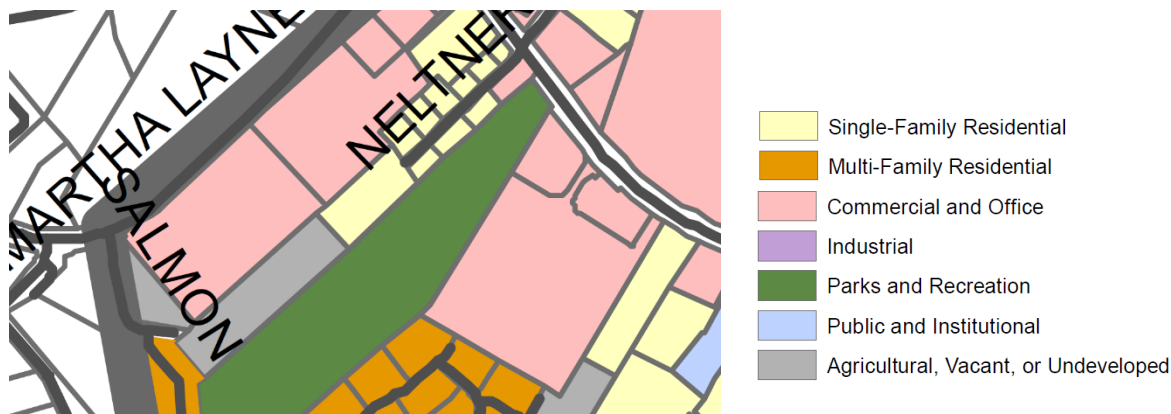 MARTHA LAYNE
NELTNER
SALMON
Single-Family Residential
Multi-Family Residential
Commercial and Office
Industrial
Parks and Recreation
Public and Institutional
Agricultural, Vacant, or Undeveloped